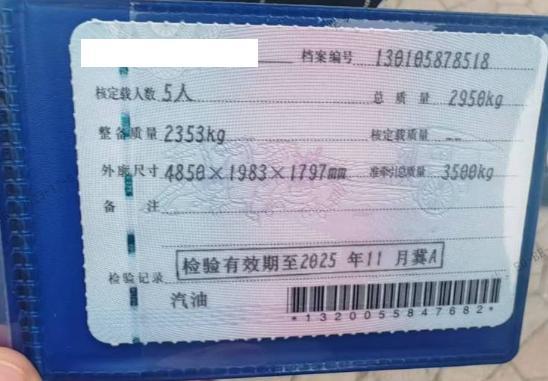 档案编号 130105878518
核定载人数 5人 总质量 2950kg
整备质量 2353kg 核定载质量 --
外廓尺寸 4850×1983×1797mm 准牵引总质量 3500kg
备注
检验有效期至2025 年11 月冀A
检验记录
汽油
*1320055847682*